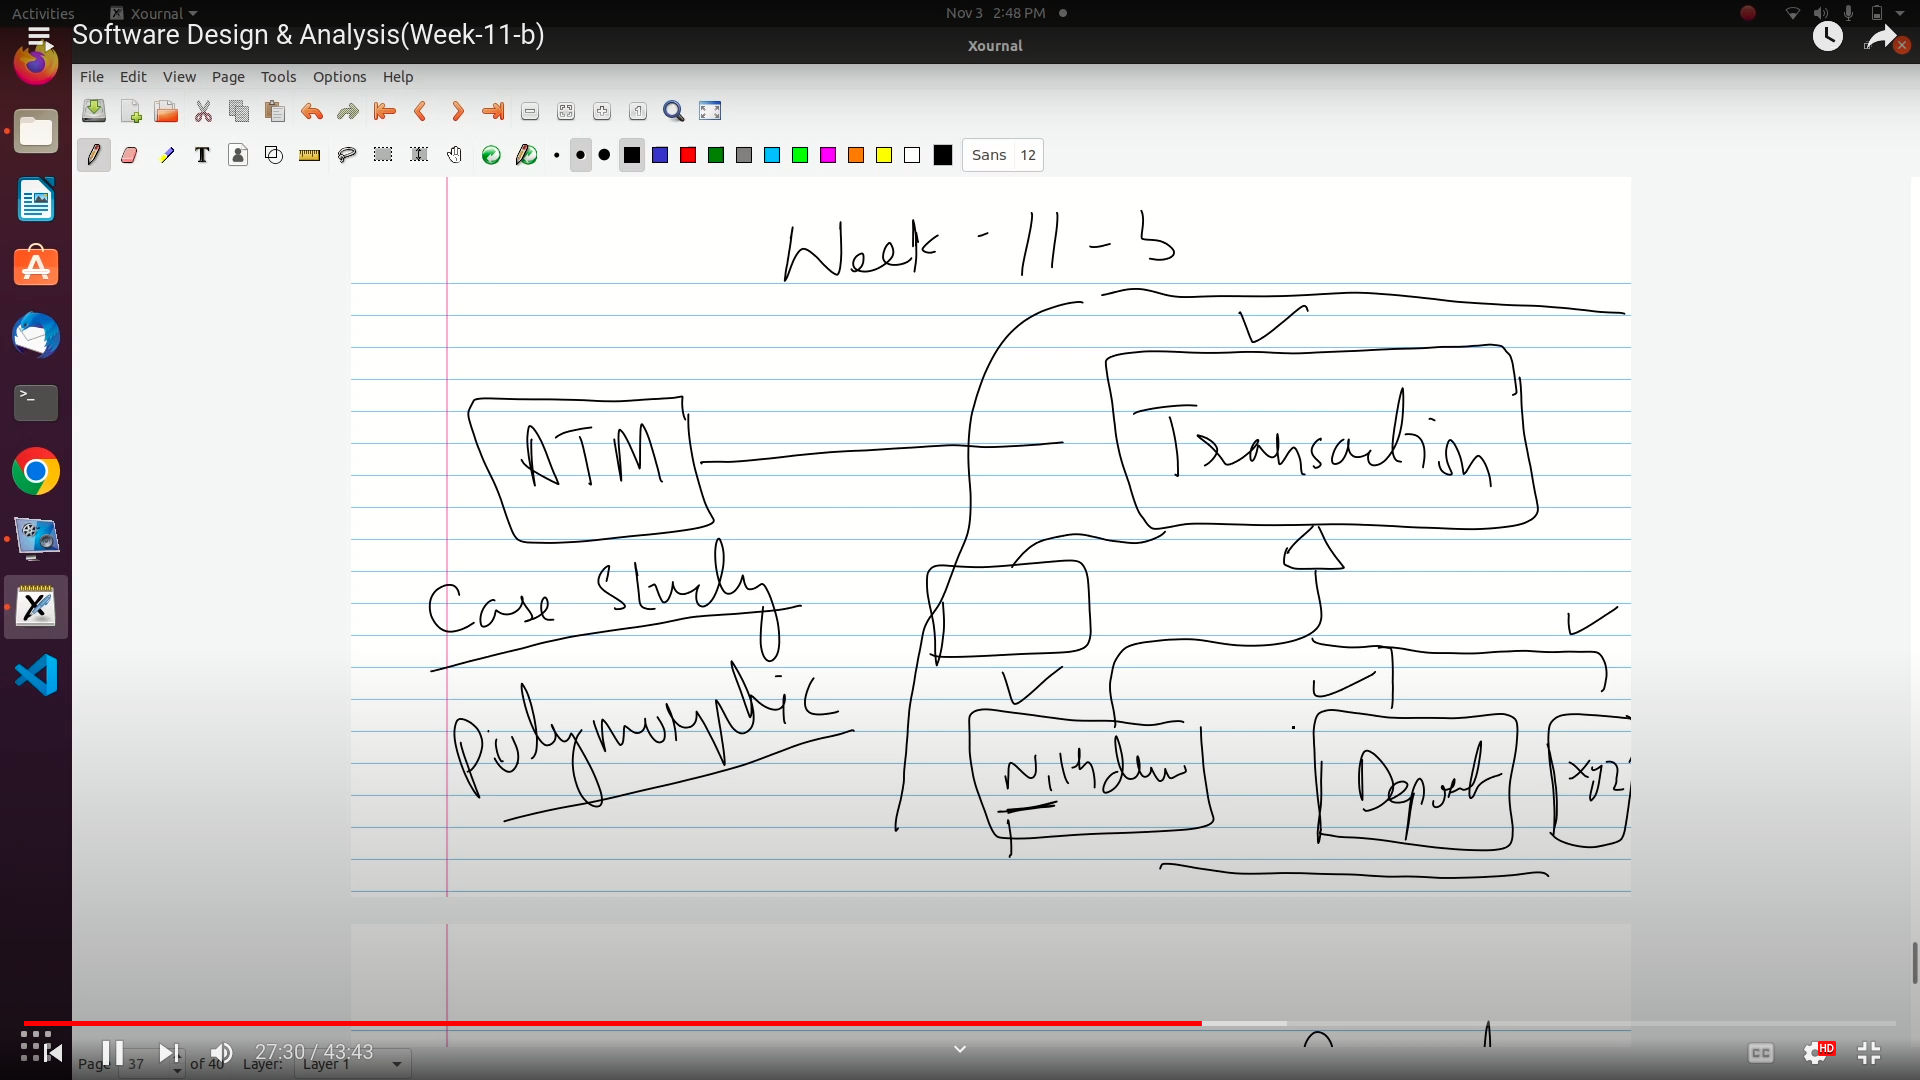 Activities Xournal Nov 3 2:48 PM
Software Design & Analysis(Week-11-b)
Xournal
File Edit View Page Tools Options Help
T Sans 12
Week - 11 - b
ATM
Transaction
Case Study
Polymorphic
Deposit
xyz
27:30 / 43:43
CC HD
Page 37 of 40 Layer: Layer 1